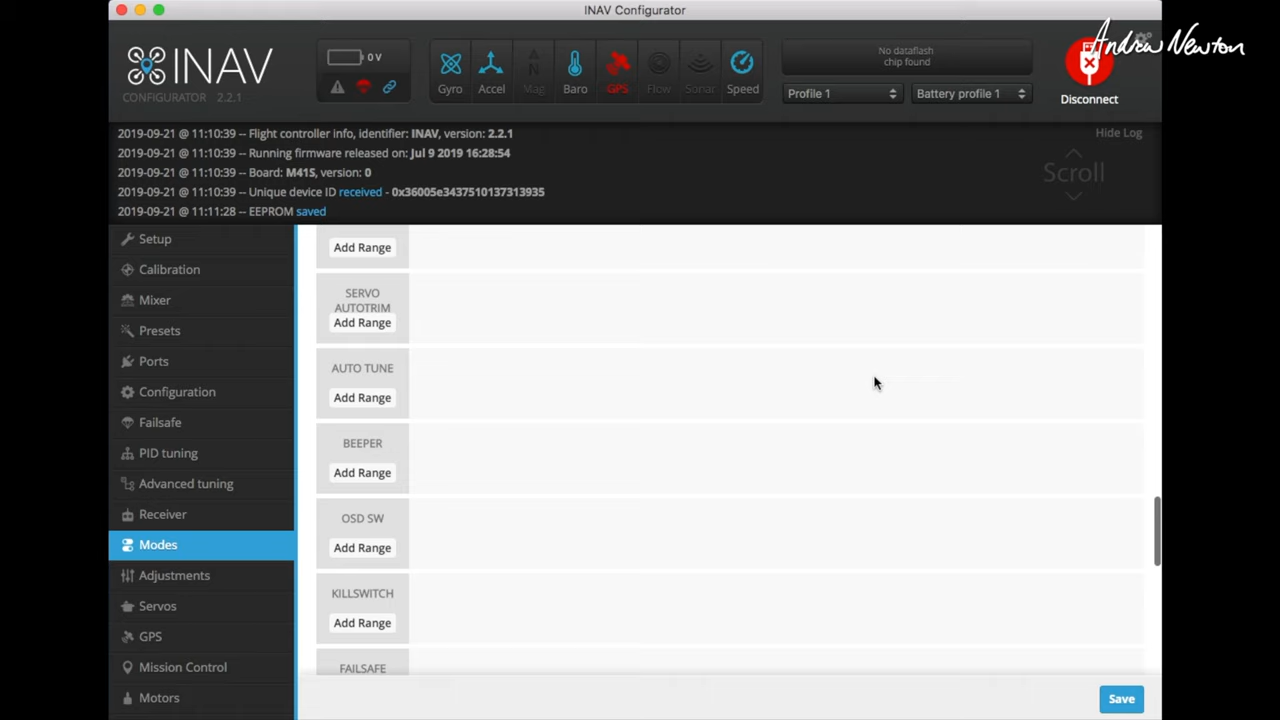 INAV Configurator
Andrew Newton
INAV
CONFIGURATOR 2.2.1
0 V
Gyro
Accel
Mag
Baro
GPS
Flow
Sonar
Speed
No dataflash
chip found
Profile 1
Battery profile 1
Disconnect
2019-09-21 @ 11:10:39 -- Flight controller info, identifier: INAV, version: 2.2.1
Hide Log
2019-09-21 @ 11:10:39 -- Running firmware released on: Jul 9 2019 16:28:54
2019-09-21 @ 11:10:39 -- Board: M41S, version: 0
Scroll
2019-09-21 @ 11:10:39 -- Unique device ID received - 0x36005e3437510137313935
2019-09-21 @ 11:11:28 -- EEPROM saved
Setup
Calibration
Mixer
Presets
Ports
Configuration
Failsafe
PID tuning
Advanced tuning
Receiver
Modes
Adjustments
Servos
GPS
Mission Control
Motors
Add Range
SERVO
AUTOTRIM
Add Range
AUTO TUNE
Add Range
BEEPER
Add Range
OSD SW
Add Range
KILLSWITCH
Add Range
FAILSAFE
Save